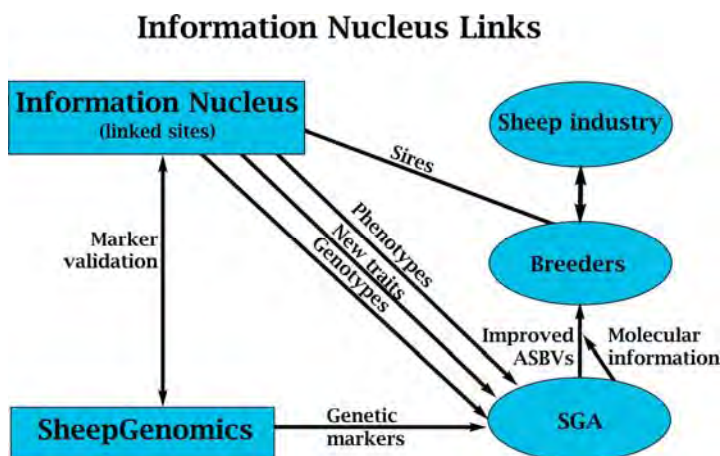 Information Nucleus Links
Information Nucleus
(linked sites)
Sheep industry
Sires
Phenotypes
New traits
Genotypes
Marker
validation
Breeders
Improved
ASBVs
Molecular
information
SheepGenomics
Genetic
markers
SGA